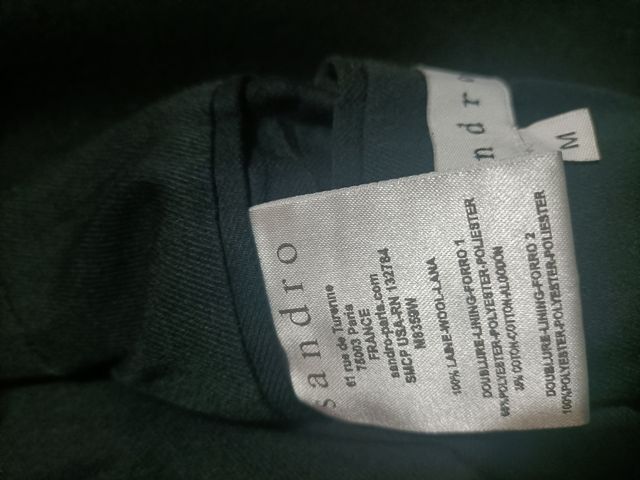 sandro
M
sandro
61 rue de Turenne
75003 Paris
FRANCE
sandro-paris.com
SMCP USA-RN 132784
M6359W
100% LAINE-WOOL-LANA
DOUBLURE-LINING-FORRO 1
POLYESTER-POLYESTER-POLIESTER
COTON-COTTON-ALGODÓN
DOUBLURE-LINING-FORRO 2
100%POLYESTER-POLYESTER-POLIESTER